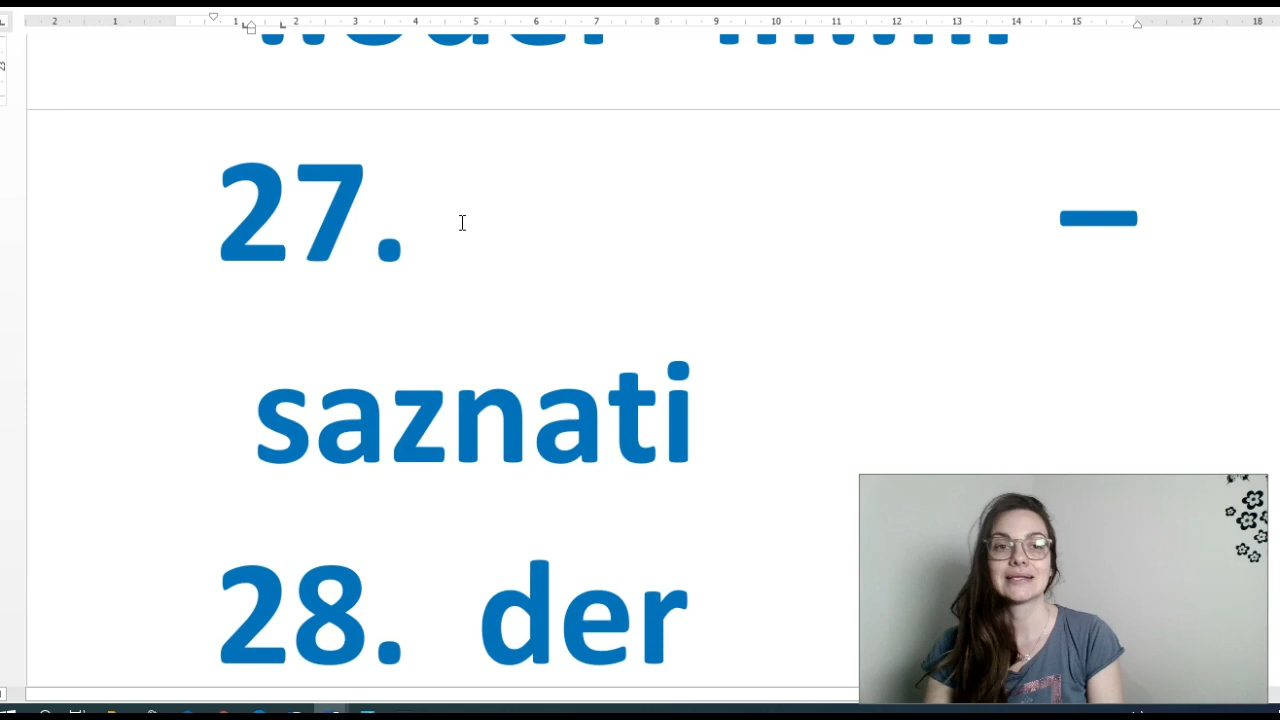 27. –
saznati
28. der